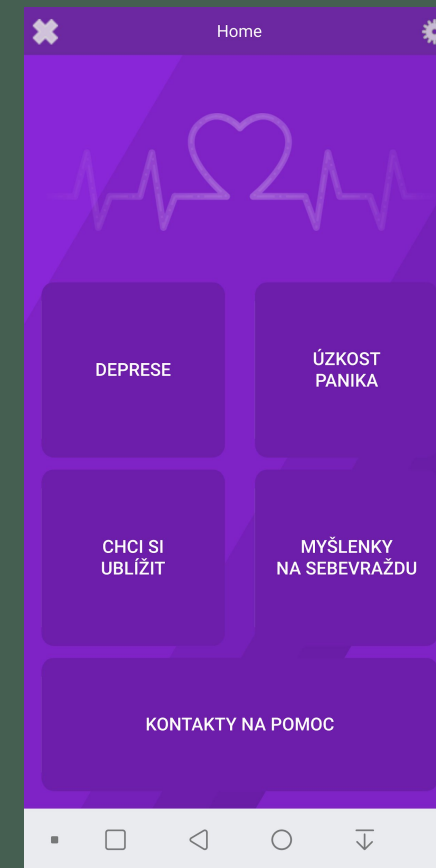 Home
DEPRESE
ÚZKOST
PANIKA
CHCI SI
UBLÍŽIT
MYŠLENKY
NA SEBEVRAŽDU
KONTAKTY NA POMOC